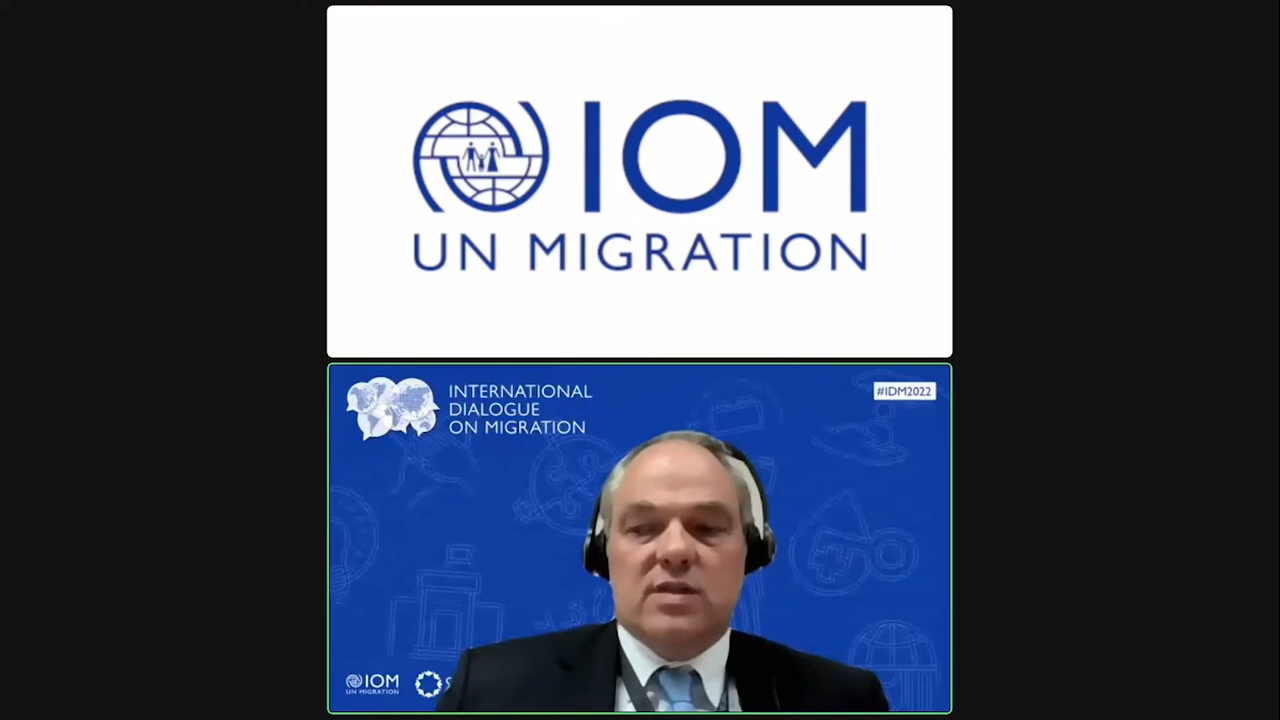 IOM
UN MIGRATION
INTERNATIONAL
DIALOGUE
ON MIGRATION
#IDM2022
IOM
UN MIGRATION